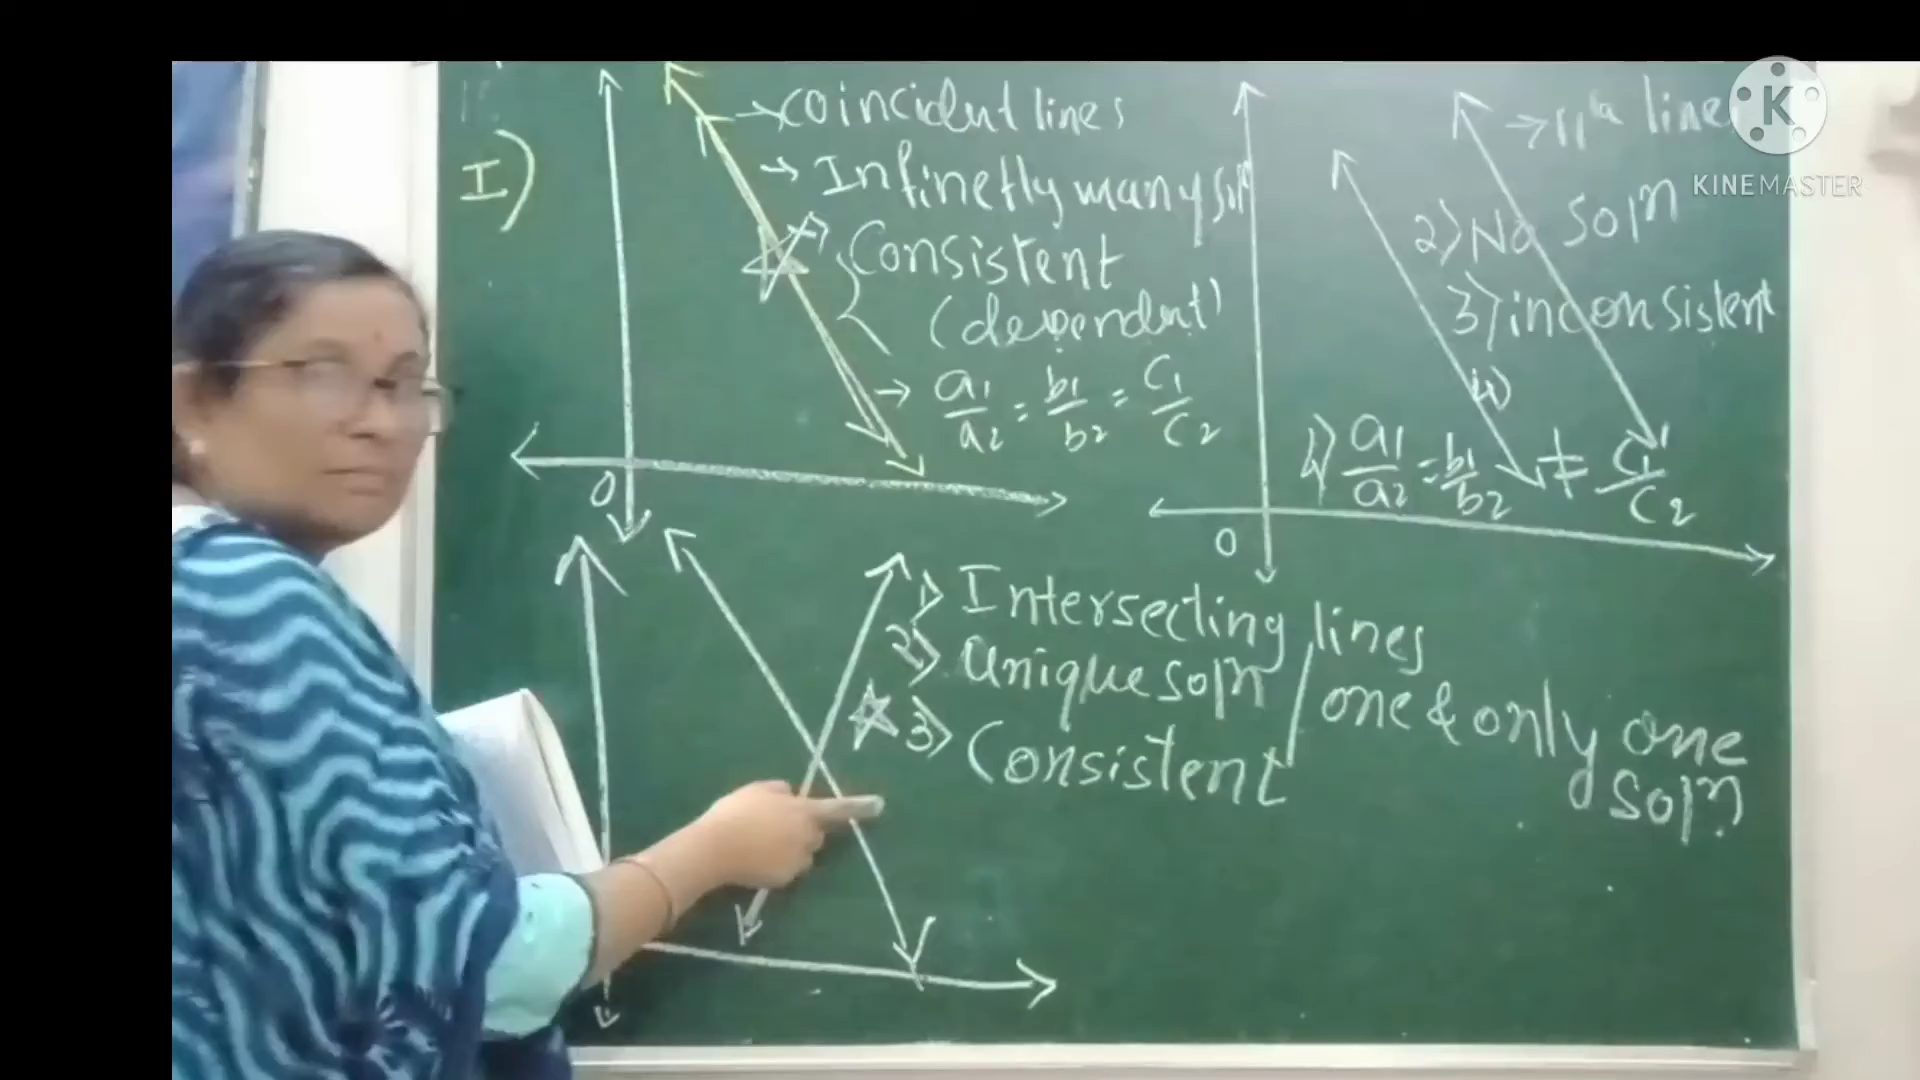 I)
→ coincident lines
→ Infinetly many soln
→ Consistent
(dependent)
→ a1/a2 = b1/b2 = c1/c2
0
→ 11la lines
2) No soln
3) inconsistent
4) a1/a2 = b1/b2 ≠ c1/c2
0
1) Intersecting lines
2) Unique soln / one & only one soln
3) Consistent
K
KINEMASTER